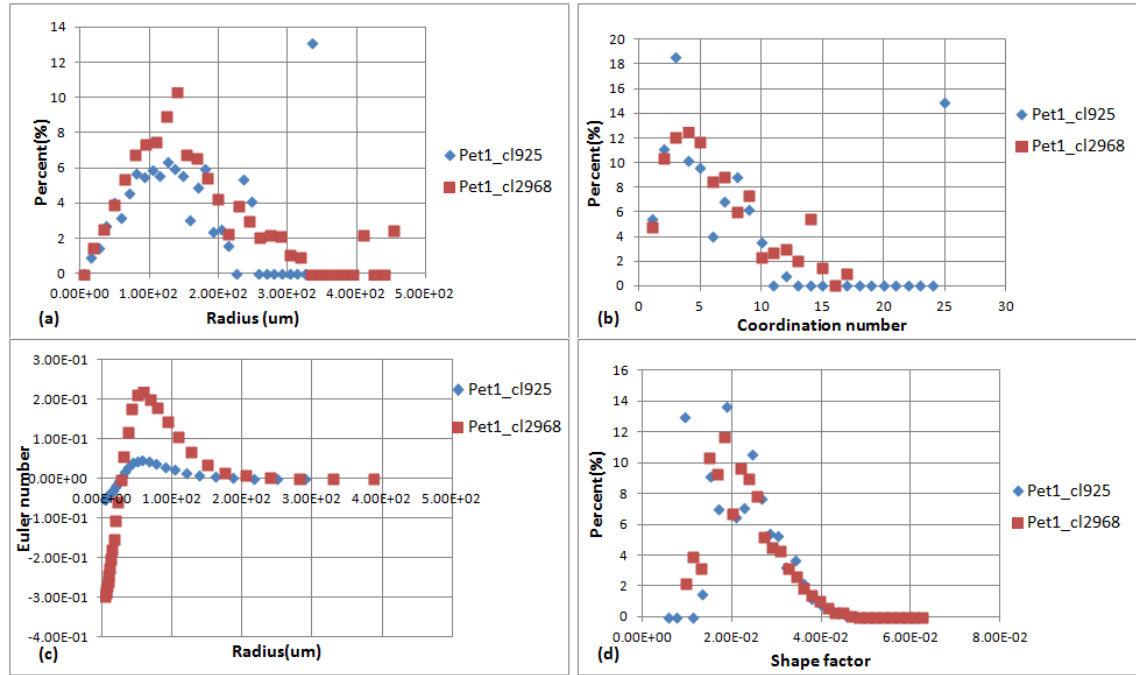 14
12
10
8
6
4
2
0
Percent(%)
0.00E+00 1.00E+02 2.00E+02 3.00E+02 4.00E+02 5.00E+02
Radius (um)
(a)
Pet1_cl925
Pet1_cl2968
20
18
16
14
12
10
8
6
4
2
0
Percent(%)
0 5 10 15 20 25 30
Coordination number
(b)
Pet1_cl925
Pet1_cl2968
3.00E-01
2.00E-01
1.00E-01
0.00E+00
-1.00E-01
-2.00E-01
-3.00E-01
-4.00E-01
Euler number
0.00E+00 1.00E+02 2.00E+02 3.00E+02 4.00E+02 5.00E+02
Radius(um)
(c)
Pet1_cl925
Pet1_cl2968
16
14
12
10
8
6
4
2
0
Percent(%)
0.00E+00 2.00E-02 4.00E-02 6.00E-02 8.00E-02
Shape factor
(d)
Pet1_cl925
Pet1_cl2968